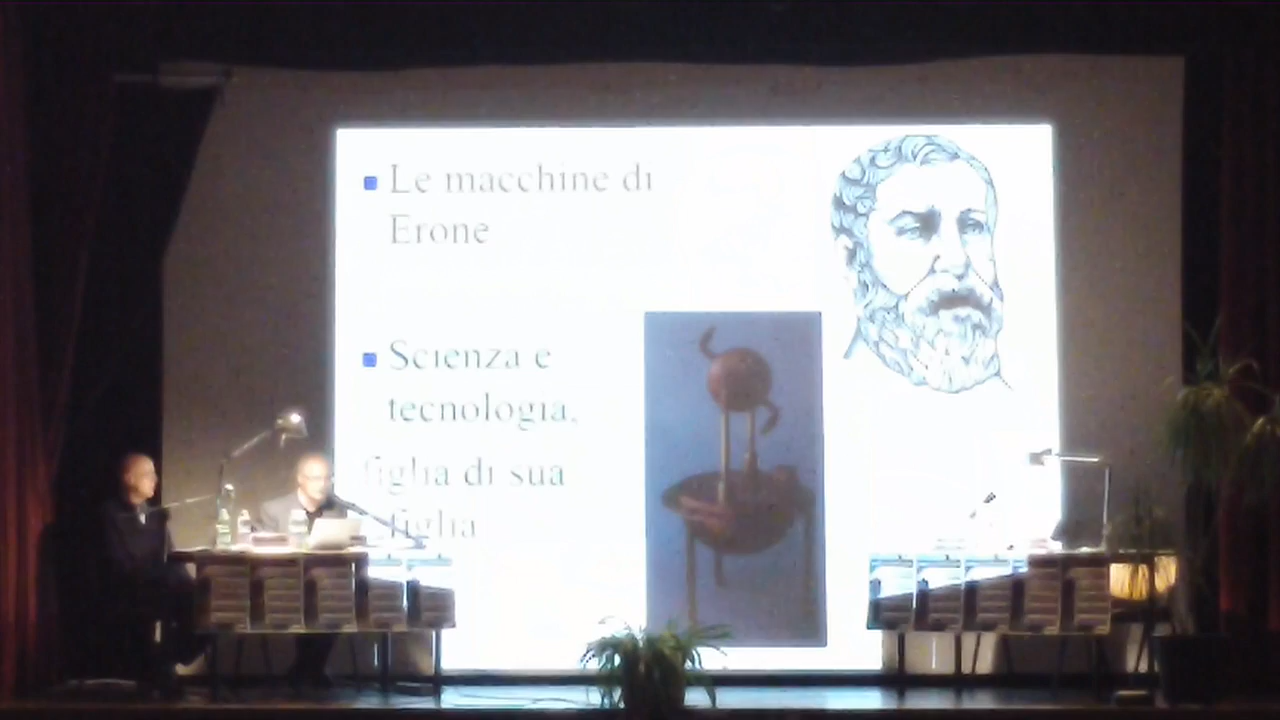 Le macchine di
Erone
Scienza e
tecnologia,
figlia di sua
figlia